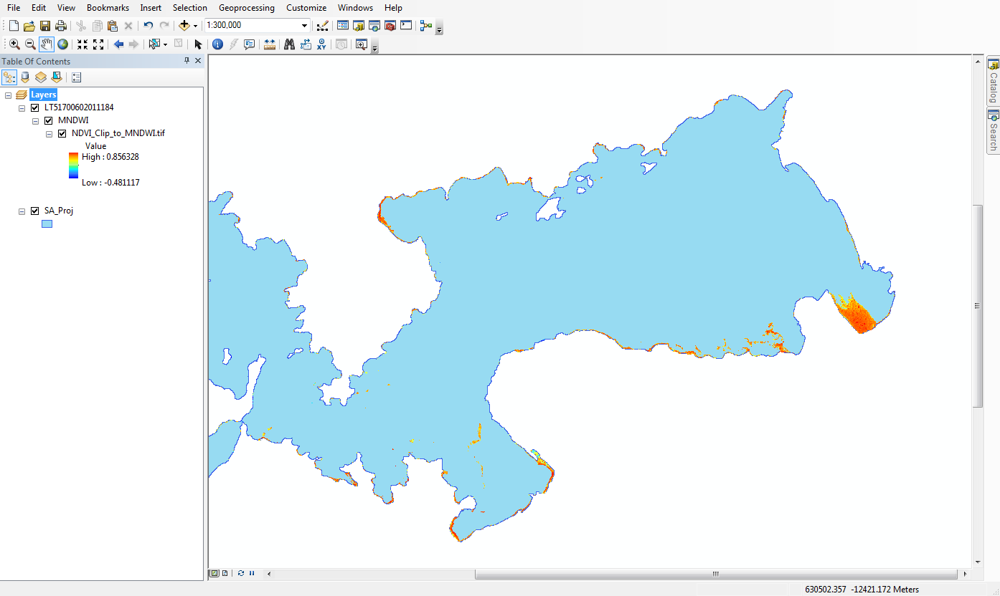 File Edit View Bookmarks Insert Selection Geoprocessing Customize Windows Help
1:300,000
Table Of Contents
Layers
LT51700602011184
MNDWI
NDVI_Clip_to_MNDWI.tif
Value
High : 0.856328
Low : -0.481117
SA_Proj
Catalog
Search
XY
630502.357 -12421.172 Meters